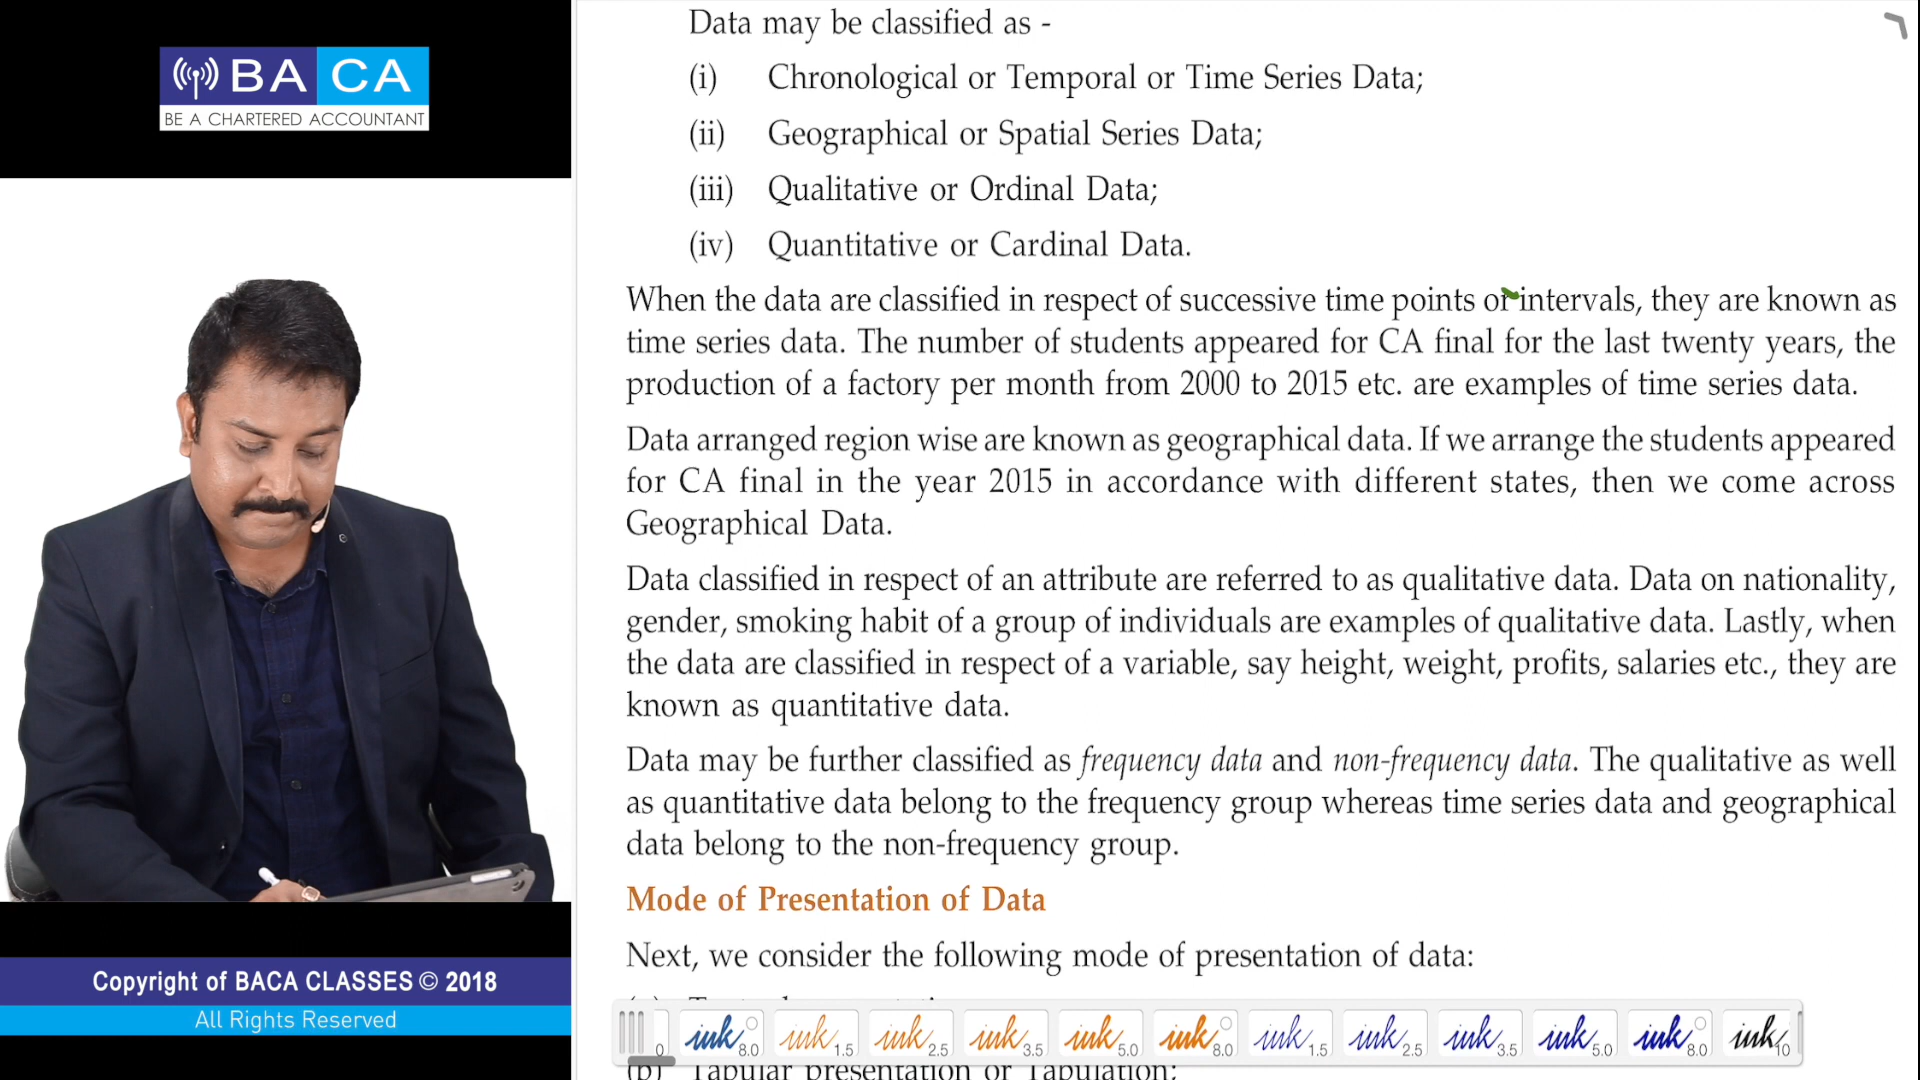 BA CA
BE A CHARTERED ACCOUNTANT
Data may be classified as -
(i) Chronological or Temporal or Time Series Data;
(ii) Geographical or Spatial Series Data;
(iii) Qualitative or Ordinal Data;
(iv) Quantitative or Cardinal Data.
When the data are classified in respect of successive time points or intervals, they are known as
time series data. The number of students appeared for CA final for the last twenty years, the
production of a factory per month from 2000 to 2015 etc. are examples of time series data.
Data arranged region wise are known as geographical data. If we arrange the students appeared
for CA final in the year 2015 in accordance with different states, then we come across
Geographical Data.
Data classified in respect of an attribute are referred to as qualitative data. Data on nationality,
gender, smoking habit of a group of individuals are examples of qualitative data. Lastly, when
the data are classified in respect of a variable, say height, weight, profits, salaries etc., they are
known as quantitative data.
Data may be further classified as frequency data and non-frequency data. The qualitative as well
as quantitative data belong to the frequency group whereas time series data and geographical
data belong to the non-frequency group.
Mode of Presentation of Data
Next, we consider the following mode of presentation of data:
0 ink 8.0 ink 1.5 ink 2.5 ink 3.5 ink 5.0 ink 8.0 ink 1.5 ink 2.5 ink 3.5 ink 5.0 ink 8.0 ink 10
(b) Tabular presentation or Tabulation;
Copyright of BACA CLASSES © 2018
All Rights Reserved